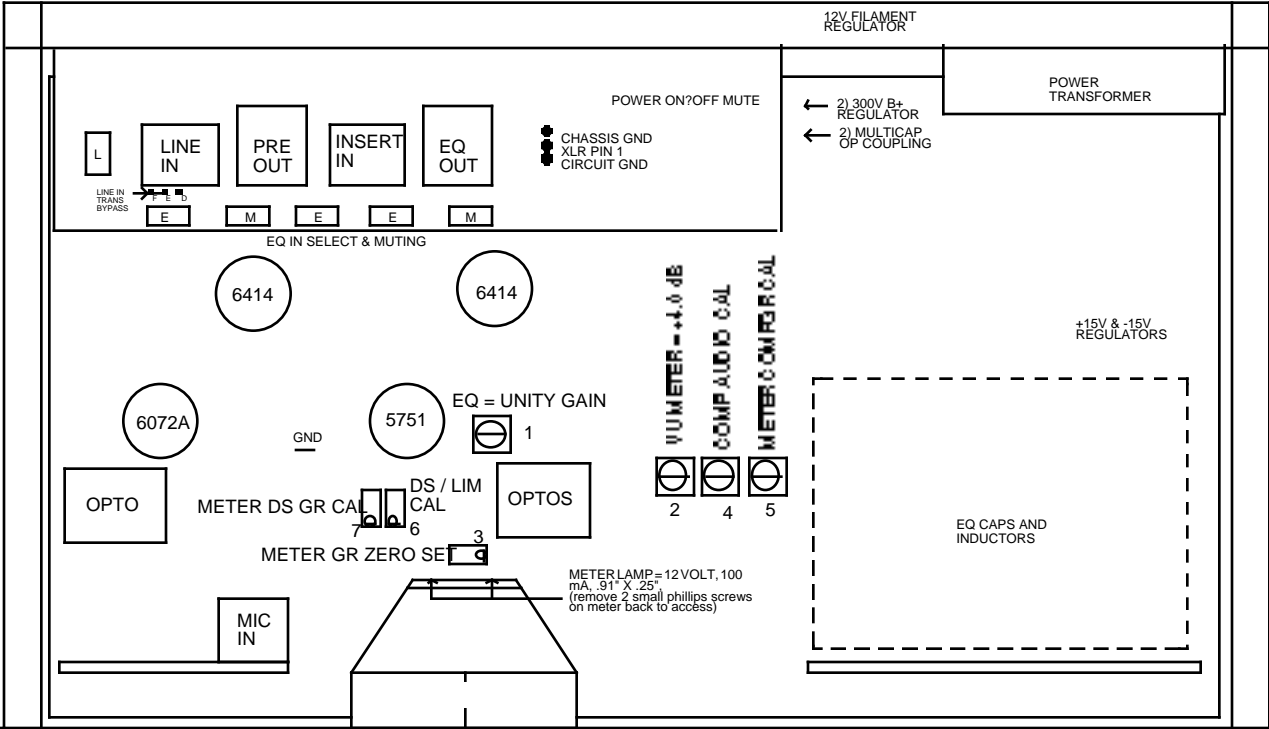 12V FILAMENT
REGULATOR
POWER
TRANSFORMER
POWER ON?OFF MUTE
2) 300V B+
REGULATOR
2) MULTICAP
OP COUPLING
CHASSIS GND
XLR PIN 1
CIRCUIT GND
L
LINE
IN
PRE
OUT
INSERT
IN
EQ
OUT
LINE IN
TRANS
BYPASS
F E D
E
M
E
E
M
EQ IN SELECT & MUTING
6414
6414
VU METER = +4.0 dB
COMP AUDIO CAL
METER COMP GR CAL
+15V & -15V
REGULATORS
6072A
5751
EQ = UNITY GAIN
1
GND
OPTO
METER DS GR CAL
7
DS / LIM
CAL
6
OPTOS
2
4
5
3
METER GR ZERO SET
EQ CAPS AND
INDUCTORS
METER LAMP = 12 VOLT, 100
mA, .91" X .25",
(remove 2 small phillips screws
on meter back to access)
MIC
IN